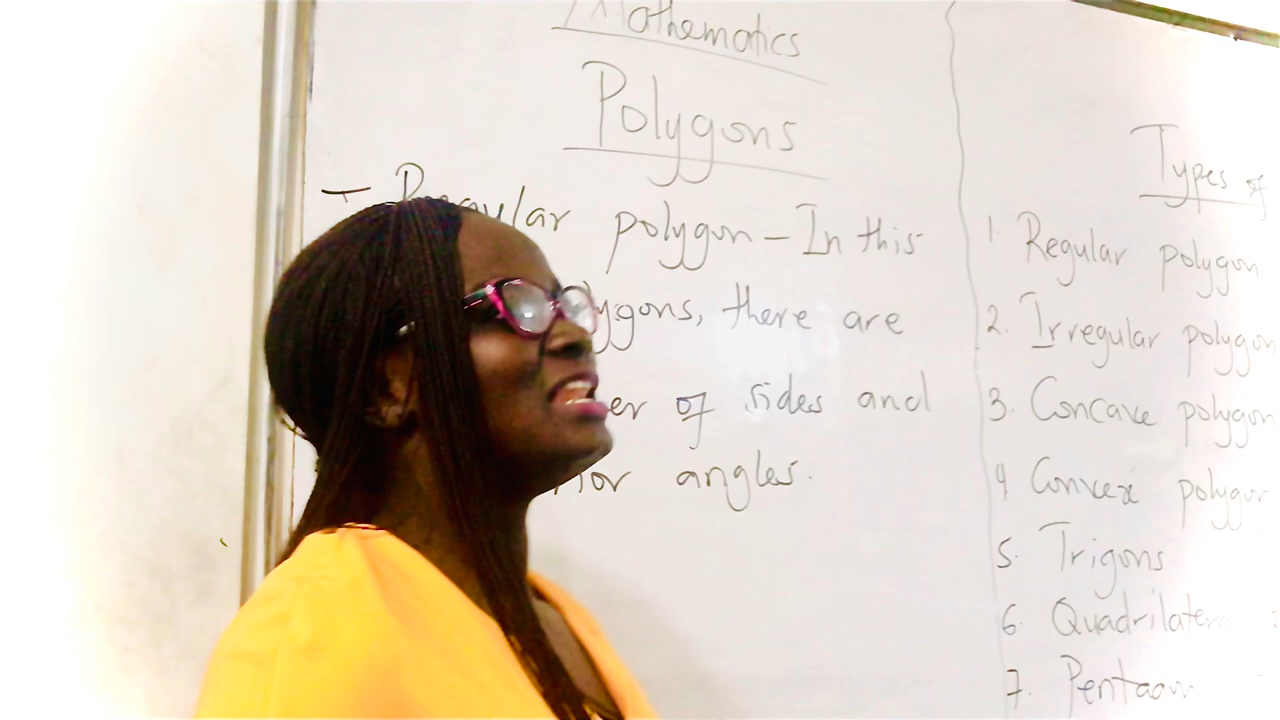 Mathematics
Polygons
- Regular polygon - In this
polygons, there are
of sides and
angles.
Types of
1. Regular polygon
2. Irregular polygon
3. Concave polygon
4 Convex polygon
5. Trigons
6. Quadrilatera
7. Pentagon